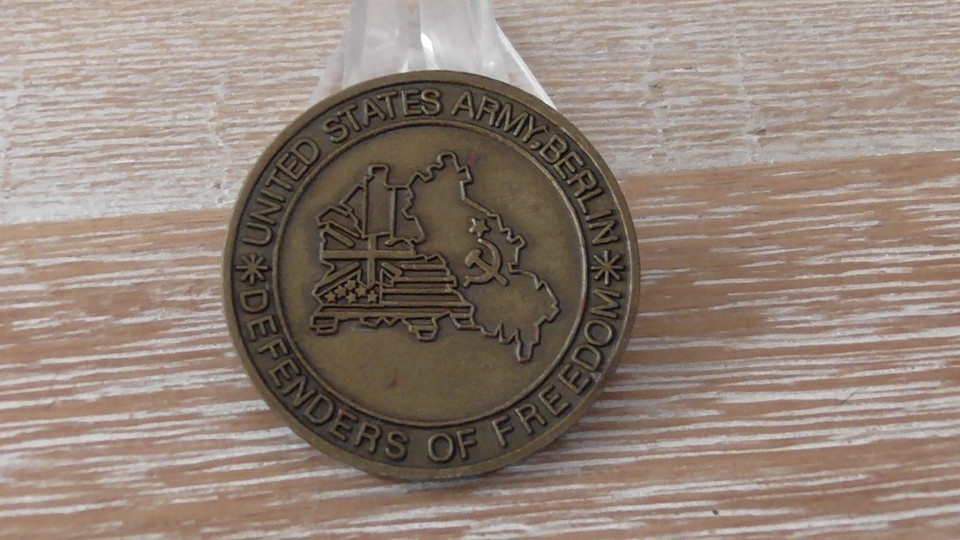 UNITED STATES ARMY, BERLIN
DEFENDERS OF FREEDOM